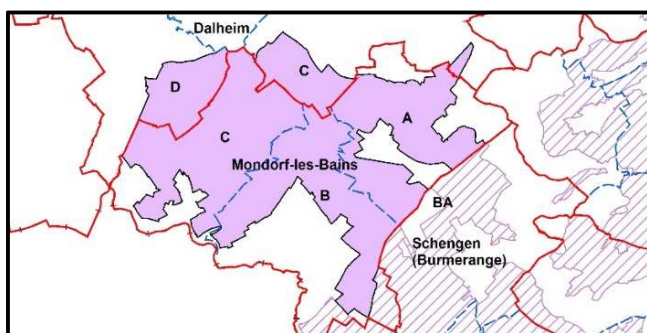 Dalheim
D
C
A
C
Mondorf-les-Bains
B
BA
Schengen
(Burmerange)